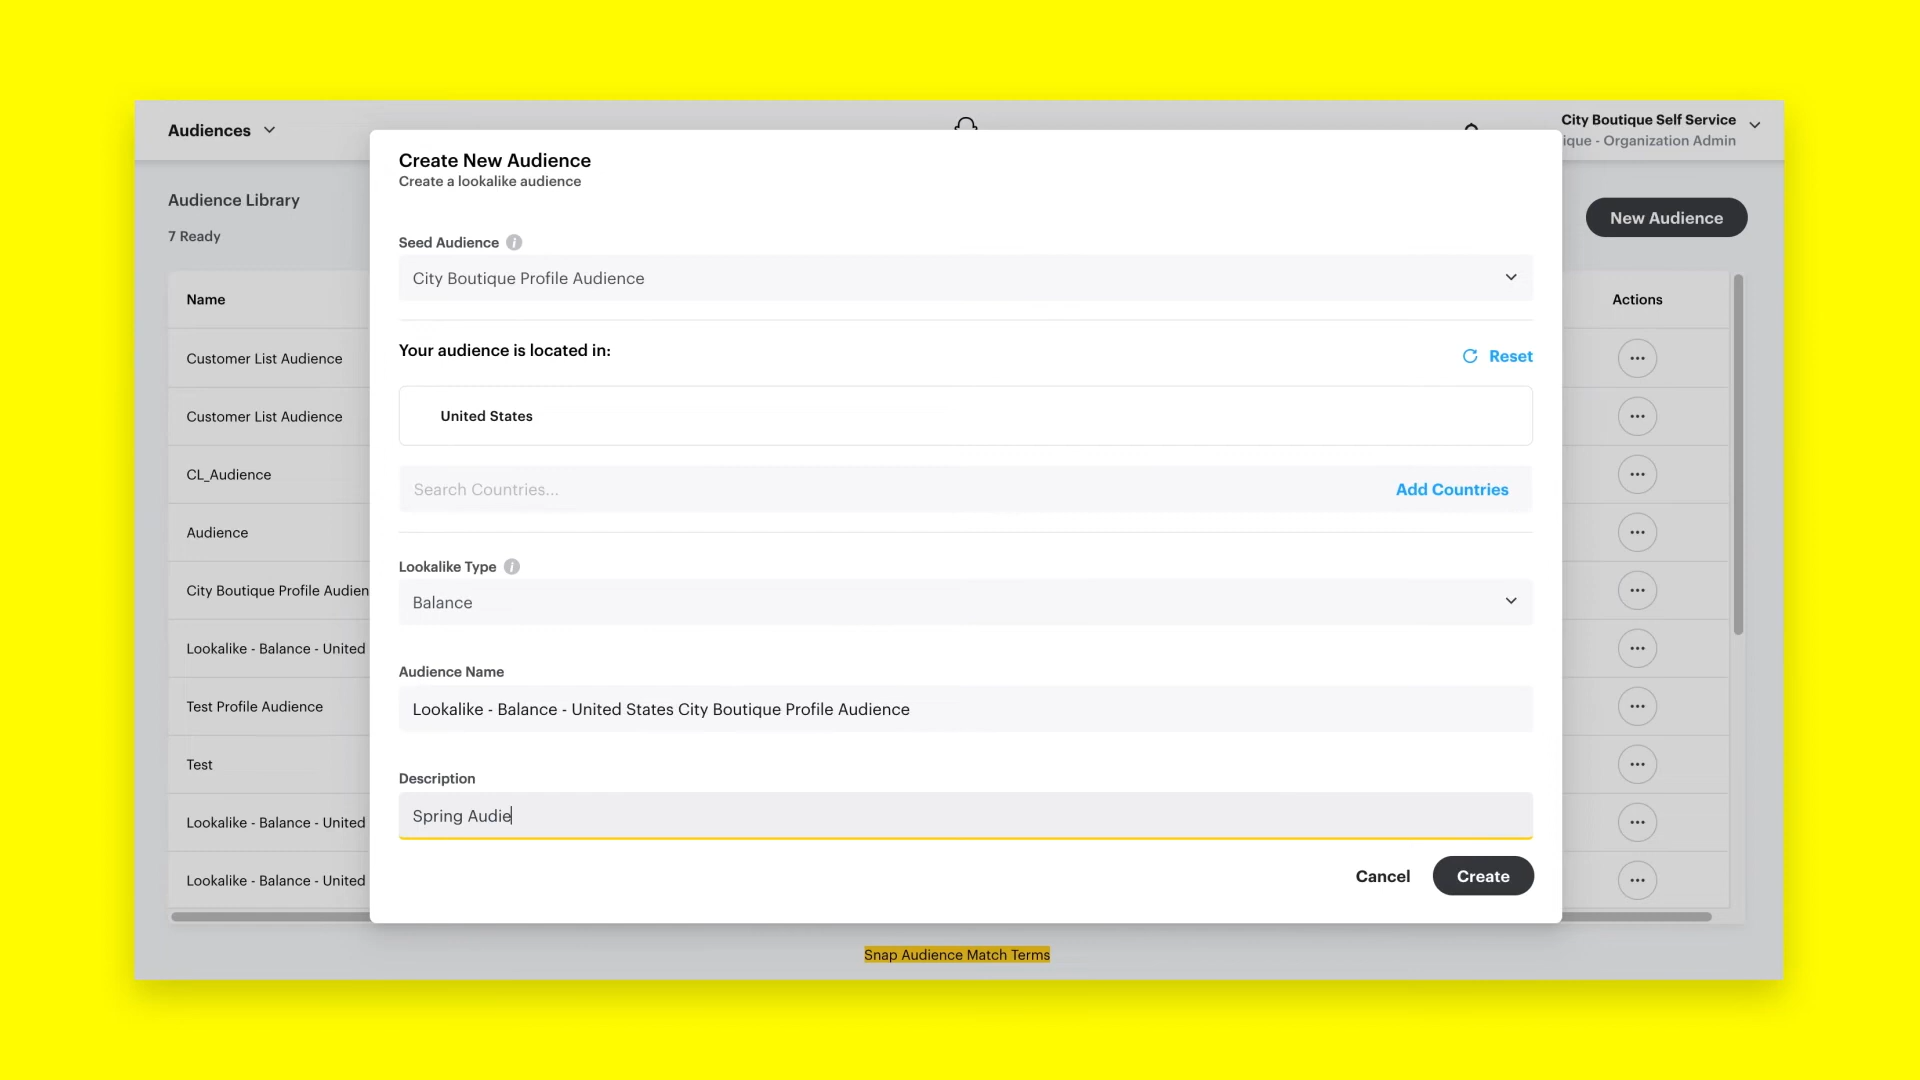 Audiences
City Boutique Self Service
ique - Organization Admin
Create New Audience
Create a lookalike audience
Audience Library
7 Ready
New Audience
Seed Audience
City Boutique Profile Audience
Name
Actions
Your audience is located in:
Reset
Customer List Audience
United States
Customer List Audience
Search Countries...
Add Countries
CL_Audience
Audience
Lookalike Type
Balance
City Boutique Profile Audien
Lookalike - Balance - United
Audience Name
Lookalike - Balance - United States City Boutique Profile Audience
Test Profile Audience
Test
Description
Spring Audie
Lookalike - Balance - United
Lookalike - Balance - United
Cancel
Create
Snap Audience Match Terms